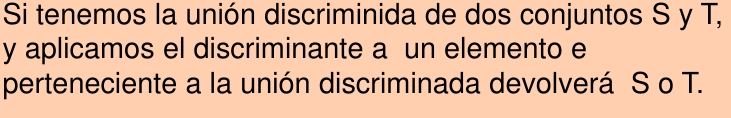 Si tenemos la unión discriminida de dos conjuntos S y T,
y aplicamos el discriminante a un elemento e
perteneciente a la unión discriminada devolverá S o T.